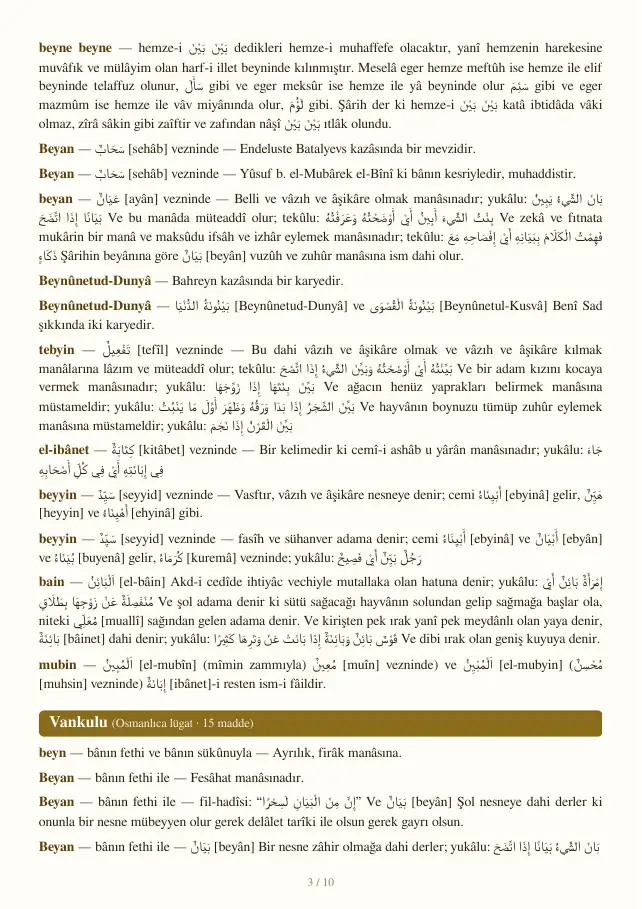 beyne beyne — hemze-i بَيْنَ بَيْنَ dedikleri hemze-i muhaffefe olacaktır, yanî hemzenin harekesine
muvâfık ve mülâyim olan harf-i illet beyninde kılınmıştır. Meselâ eger hemze meftûh ise hemze ile elif
beyninde telaffuz olunur, سَأَلَ gibi ve eger meksûr ise hemze ile yâ beyninde olur سَئِمَ gibi ve eger
mazmûm ise hemze ile vâv miyânında olur, لَؤُمَ gibi. Şârih der ki hemze-i بَيْنَ بَيْنَ katâ ibtidâda vâki
olmaz, zîrâ sâkin gibi zaîftir ve zafından nâşî بَيْنَ بَيْنَ ıtlâk olundu.
Beyan — سَحَابٌ [sehâb] vezninde — Endeluste Batalyevs kazâsında bir mevzidir.
Beyan — سَحَابٌ [sehâb] vezninde — Yûsuf b. el-Mubârek el-Bînî ki bânın kesriyledir, muhaddistir.
beyan — عَيَانٌ [ayân] vezninde — Belli ve vâzıh ve âşikâre olmak manâsınadır; yukâlu: بَانَ الشَّيْءُ يَبِينُ
بَيَانًا إِذَا اتَّضَحَ Ve bu manâda müteaddî olur; tekûlu: بِنْتُ الشَّيْءَ أَبِينُ أَيْ أَوْضَحْتُهُ وَعَرَفْتُهُ Ve zekâ ve fıtnata
mukârin bir manâ ve maksûdu ifsâh ve izhâr eylemek manâsınadır; tekûlu: فَهِمْتُ الْكَلَامَ بِبَيَانِهِ أَيْ إِفْصَاحِهِ مَعَ
ذَكَاءٍ Şârihin beyânına göre بَيَانٌ [beyân] vuzûh ve zuhûr manâsına ism dahi olur.
Beynûnetud-Dunyâ — Bahreyn kazâsında bir karyedir.
Beynûnetud-Dunyâ — بَيْنُونَةُ الدُّنْيَا [Beynûnetud-Dunyâ] ve بَيْنُونَةُ الْقُصْوَى [Beynûnetul-Kusvâ] Benî Sad
şıkkında iki karyedir.
tebyin — تَفْعِيلٌ [tefîl] vezninde — Bu dahi vâzıh ve âşikâre olmak ve vâzıh ve âşikâre kılmak
manâlarına lâzım ve müteaddî olur; tekûlu: بَيَّنْتُهُ أَيْ أَوْضَحْتُهُ وَبَيَّنَ الشَّيْءُ إِذَا اتَّضَحَ Ve bir adam kızını kocaya
vermek manâsınadır; yukâlu: بَيَّنَ بِنْتَهَا إِذَا زَوَّجَهَا Ve ağacın henüz yaprakları belirmek manâsına
müstameldir; yukâlu: بَيَّنَ الشَّجَرُ إِذَا بَدَا وَرَقُهُ وَظَهَرَ أَوَّلَ مَا يَنْبُتُ Ve hayvânın boynuzu tümüp zuhûr eylemek
manâsına müstameldir; yukâlu: بَيَّنَ الْقَرْنُ إِذَا نَجَمَ
el-ibânet — كِتَابَةٌ [kitâbet] vezninde — Bir kelimedir ki cemî-i ashâb u yârân manâsınadır; yukâlu: جَاءَ
فِي إِبَانَتِهِ أَيْ فِي كُلِّ أَصْحَابِهِ
beyyin — سَيِّدٌ [seyyid] vezninde — Vasftır, vâzıh ve âşikâre nesneye denir; cemi أَبْيِنَاءُ [ebyinâ] gelir, هَيِّنٌ
[heyyin] ve أَهْيِنَاءُ [ehyinâ] gibi.
beyyin — سَيِّدٌ [seyyid] vezninde — fasîh ve sühanver adama denir; cemi أَبْيِنَاءُ [ebyinâ] ve أَبْيَانٌ [ebyân]
ve بُيَنَاءُ [buyenâ] gelir, كُرَمَاءُ [kuremâ] vezninde; yukâlu: رَجُلٌ بَيِّنٌ أَيْ فَصِيحٌ
bain — اَلْبَائِنُ [el-bâin] Akd-i cedîde ihtiyâc vechiyle mutallaka olan hatuna denir; yukâlu: إِمْرَأَةٌ بَائِنٌ أَيْ
مُنْفَصِلَةٌ عَنْ زَوْجِهَا بِطَلَاقٍ Ve şol adama denir ki sütü sağacağı hayvânın solundan gelip sağmağa başlar ola,
niteki مُعَلِّي [muallî] sağından gelen adama denir. Ve kirişten pek ırak yanî pek meydânlı olan yaya denir,
بَائِنَةٌ [bâinet] dahi denir; yukâlu: قَوْسٌ بَائِنٌ وَبَائِنَةٌ إِذَا بَانَتْ عَنْ وَتَرِهَا كَثِيرًا Ve dibi ırak olan geniş kuyuya denir.
mubin — اَلْمُبِينُ [el-mubîn] (mîmin zammıyla) مُعِينٌ [muîn] vezninde) ve اَلْمُبْيِنُ [el-mubyin] (مُحْسِنٌ
[muhsin] vezninde) إِبَانَةٌ [ibânet]-i resten ism-i fâildir.
Vankulu (Osmanlıca lügat · 15 madde)
beyn — bânın fethi ve bânın sükûnuyla — Ayrılık, firâk manâsına.
Beyan — bânın fethi ile — Fesâhat manâsınadır.
Beyan — bânın fethi ile — fil-hadîsi: “إِنَّ مِنَ الْبَيَانِ لَسِحْرًا” Ve بَيَانٌ [beyân] Şol nesneye dahi derler ki
onunla bir nesne mübeyyen olur gerek delâlet tarîki ile olsun gerek gayrı olsun.
Beyan — bânın fethi ile — بَيَانٌ [beyân] Bir nesne zâhir olmağa dahi derler; yukâlu: بَانَ الشَّيْءُ بَيَانًا إِذَا اتَّضَحَ
3 / 10